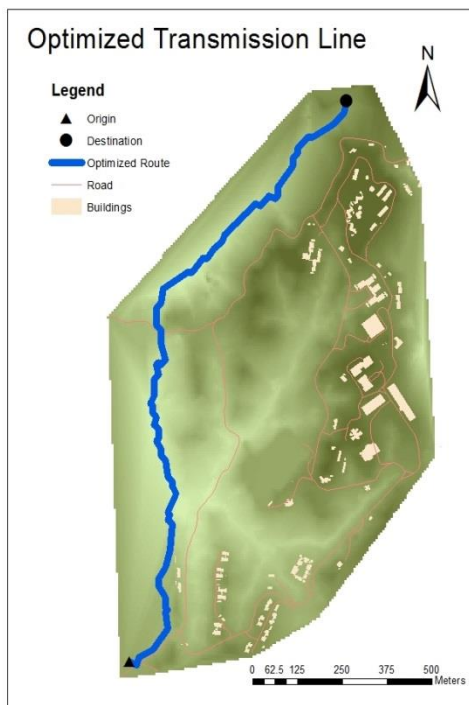 Optimized Transmission Line
N
Legend
Origin
Destination
Optimized Route
Road
Buildings
0 62.5 125 250 375 500
Meters